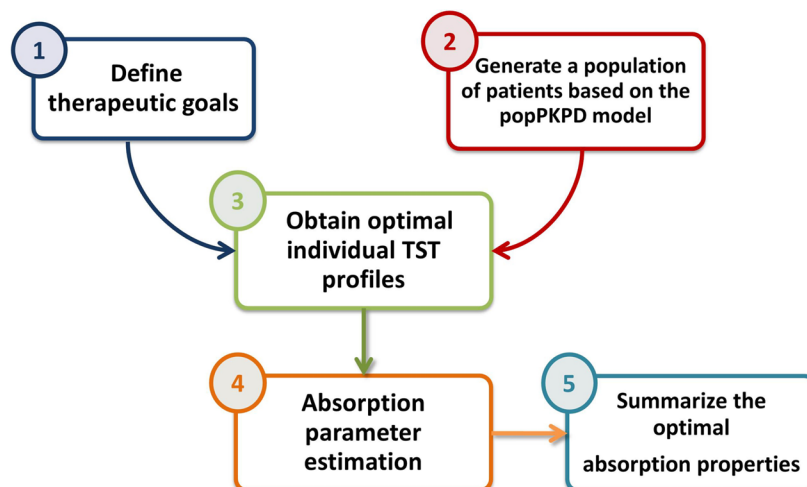 1
Define
therapeutic goals
2
Generate a population
of patients based on the
popPKPD model
3
Obtain optimal
individual TST
profiles
4
Absorption
parameter
estimation
5
Summarize the
optimal
absorption properties